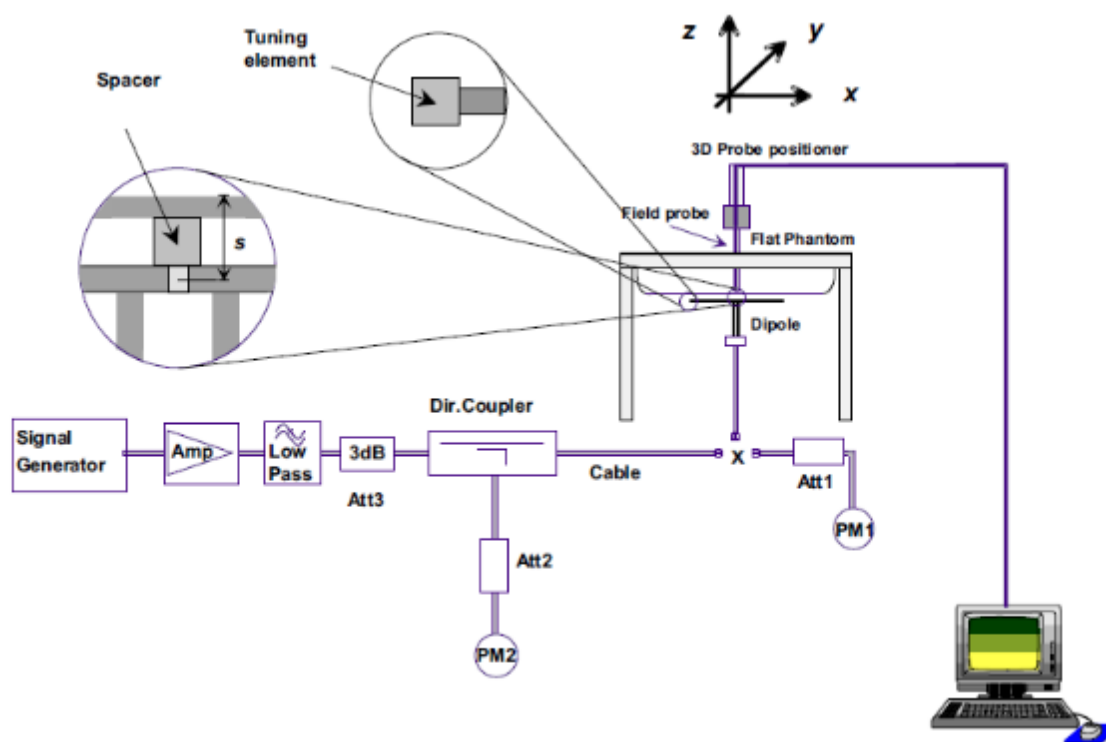 Tuning
element
Spacer
s
z
y
x
3D Probe positioner
Field probe
Flat Phantom
Dipole
Dir.Coupler
Signal
Generator
Amp
Low
Pass
3dB
Att3
Cable
x
Att1
PM1
Att2
PM2